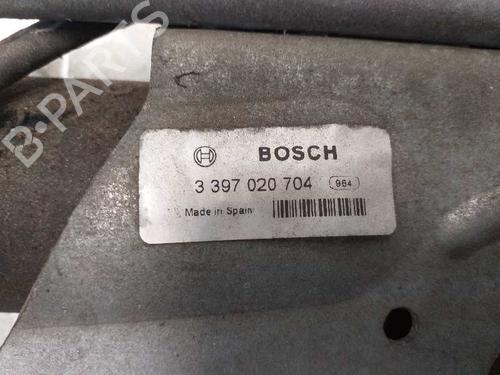 B-PARTS
BOSCH
3 397 020 704 964
Made in Spain